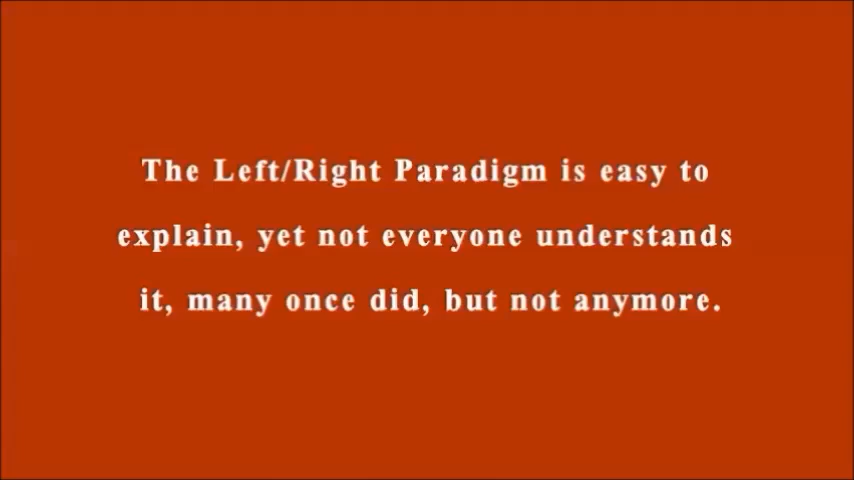 The Left/Right Paradigm is easy to
explain, yet not everyone understands
it, many once did, but not anymore.